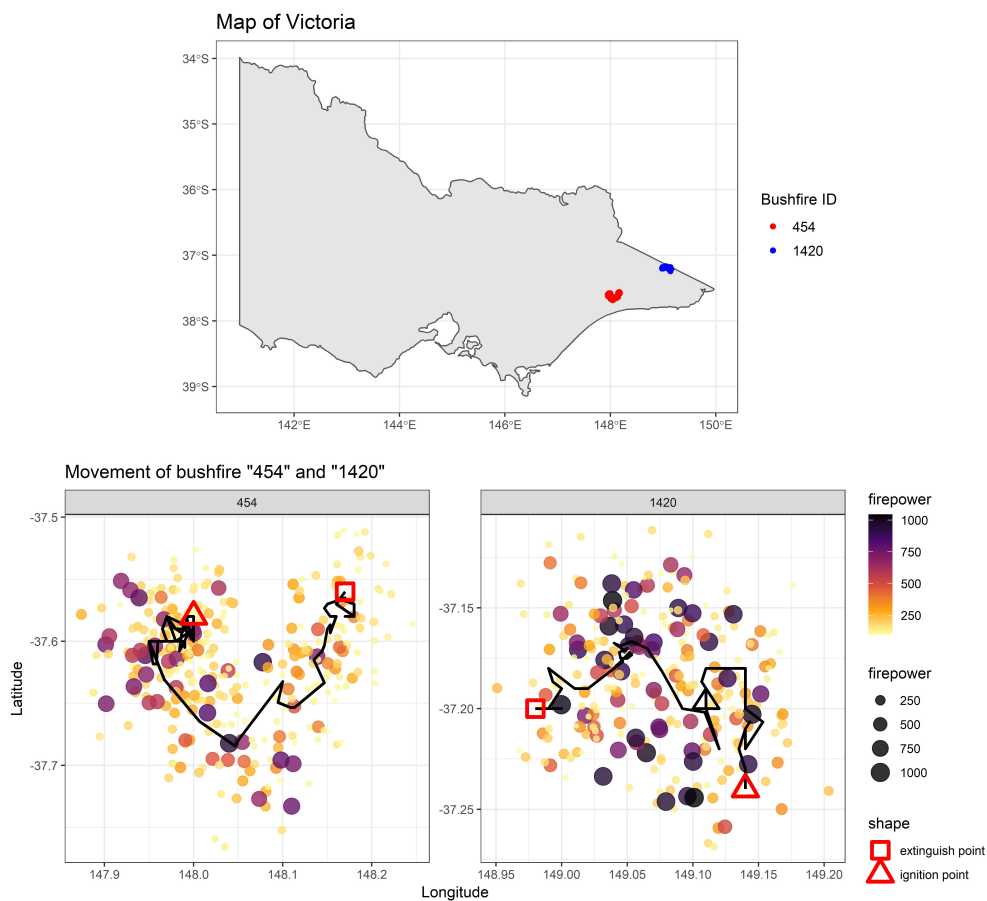 Map of Victoria
34°S
35°S
36°S
37°S
38°S
39°S
142°E
144°E
146°E
148°E
150°E
Bushfire ID
454
1420
Movement of bushfire "454" and "1420"
454
1420
-37.5
-37.6
-37.7
Latitude
147.9
148.0
148.1
148.2
-37.15
-37.20
-37.25
148.95
149.00
149.05
149.10
149.15
149.20
Longitude
firepower
1000
750
500
250
firepower
250
500
750
1000
shape
extinguish point
ignition point